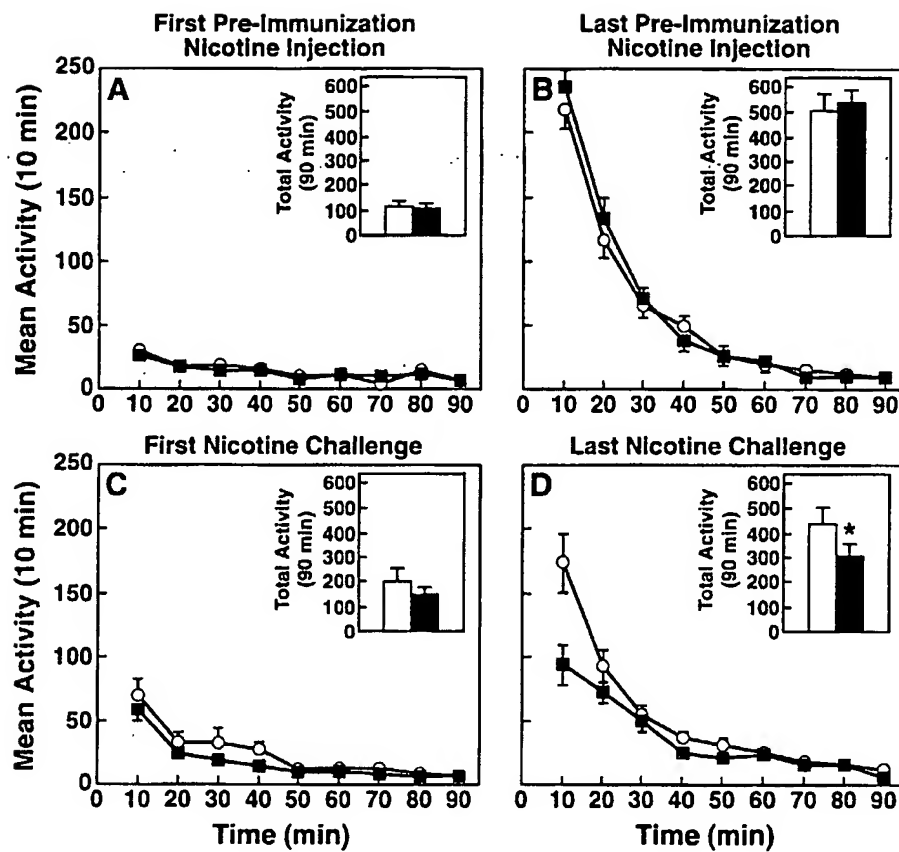 First Pre-Immunization
Nicotine Injection
Last Pre-Immunization
Nicotine Injection
A
Mean Activity (10 min)
250
200
150
100
50
0
0 10 20 30 40 50 60 70 80 90
Total Activity
(90 min)
600
500
400
300
200
100
0
B
0 10 20 30 40 50 60 70 80 90
Total Activity
(90 min)
600
500
400
300
200
100
0
First Nicotine Challenge
Last Nicotine Challenge
C
Mean Activity (10 min)
250
200
150
100
50
0
0 10 20 30 40 50 60 70 80 90
Time (min)
Total Activity
(90 min)
600
500
400
300
200
100
0
D
0 10 20 30 40 50 60 70 80 90
Time (min)
Total Activity
(90 min)
600
500
400
300
200
100
0
*